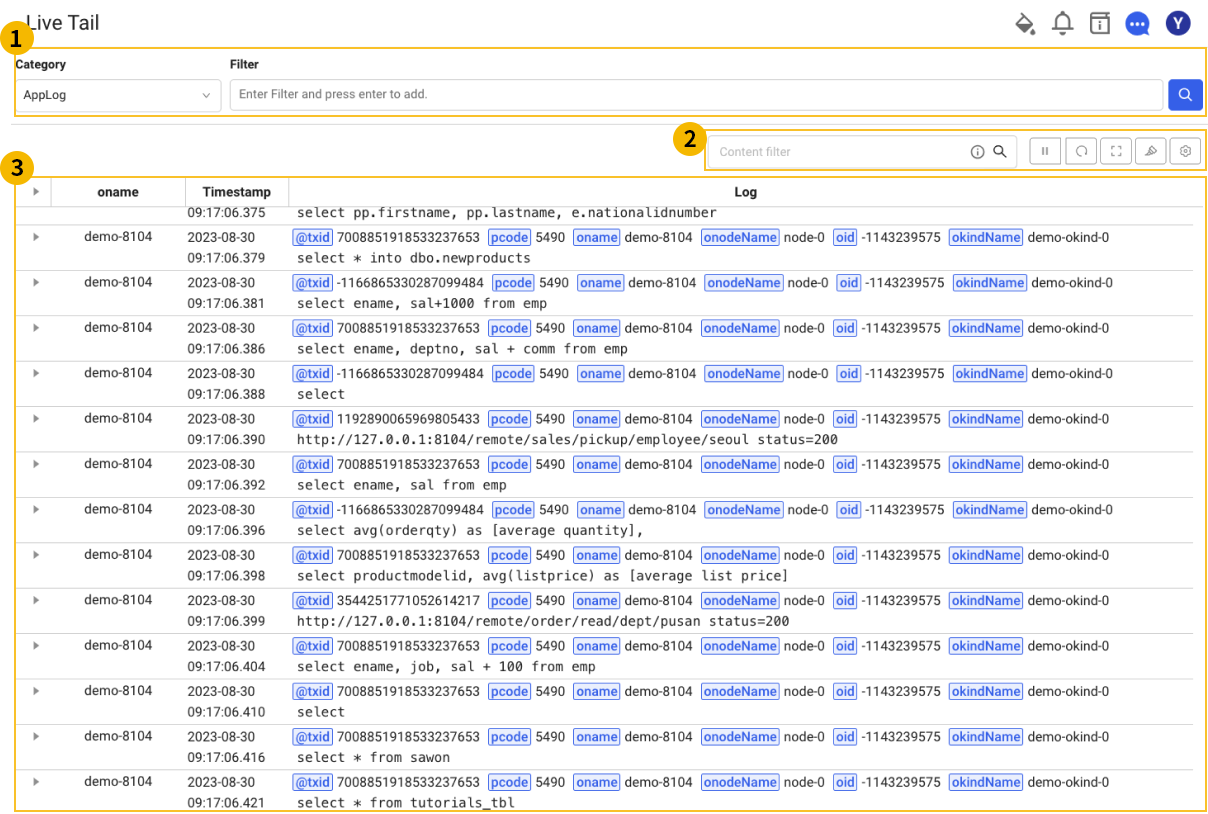 Live Tail
Y
1
Category
Filter
AppLog
Enter Filter and press enter to add.
2
Content filter
3
oname Timestamp Log
09:17:06.375 select pp.firstname, pp.lastname, e.nationalidnumber
demo-8104 2023-08-30 @txid 7008851918533237653 pcode 5490 oname demo-8104 onodeName node-0 oid -1143239575 okindName demo-okind-0
09:17:06.379 select * into dbo.newproducts
demo-8104 2023-08-30 @txid -1166865330287099484 pcode 5490 oname demo-8104 onodeName node-0 oid -1143239575 okindName demo-okind-0
09:17:06.381 select ename, sal+1000 from emp
demo-8104 2023-08-30 @txid 7008851918533237653 pcode 5490 oname demo-8104 onodeName node-0 oid -1143239575 okindName demo-okind-0
09:17:06.386 select ename, deptno, sal + comm from emp
demo-8104 2023-08-30 @txid -1166865330287099484 pcode 5490 oname demo-8104 onodeName node-0 oid -1143239575 okindName demo-okind-0
09:17:06.388 select
demo-8104 2023-08-30 @txid 1192890065969805433 pcode 5490 oname demo-8104 onodeName node-0 oid -1143239575 okindName demo-okind-0
09:17:06.390 http://127.0.0.1:8104/remote/sales/pickup/employee/seoul status=200
demo-8104 2023-08-30 @txid 7008851918533237653 pcode 5490 oname demo-8104 onodeName node-0 oid -1143239575 okindName demo-okind-0
09:17:06.392 select ename, sal from emp
demo-8104 2023-08-30 @txid -1166865330287099484 pcode 5490 oname demo-8104 onodeName node-0 oid -1143239575 okindName demo-okind-0
09:17:06.396 select avg(orderqty) as [average quantity],
demo-8104 2023-08-30 @txid 7008851918533237653 pcode 5490 oname demo-8104 onodeName node-0 oid -1143239575 okindName demo-okind-0
09:17:06.398 select productmodelid, avg(listprice) as [average list price]
demo-8104 2023-08-30 @txid 3544251771052614217 pcode 5490 oname demo-8104 onodeName node-0 oid -1143239575 okindName demo-okind-0
09:17:06.399 http://127.0.0.1:8104/remote/order/read/dept/pusan status=200
demo-8104 2023-08-30 @txid 7008851918533237653 pcode 5490 oname demo-8104 onodeName node-0 oid -1143239575 okindName demo-okind-0
09:17:06.404 select ename, job, sal + 100 from emp
demo-8104 2023-08-30 @txid 7008851918533237653 pcode 5490 oname demo-8104 onodeName node-0 oid -1143239575 okindName demo-okind-0
09:17:06.410 select
demo-8104 2023-08-30 @txid 7008851918533237653 pcode 5490 oname demo-8104 onodeName node-0 oid -1143239575 okindName demo-okind-0
09:17:06.416 select * from sawon
demo-8104 2023-08-30 @txid 7008851918533237653 pcode 5490 oname demo-8104 onodeName node-0 oid -1143239575 okindName demo-okind-0
09:17:06.421 select * from tutorials_tbl